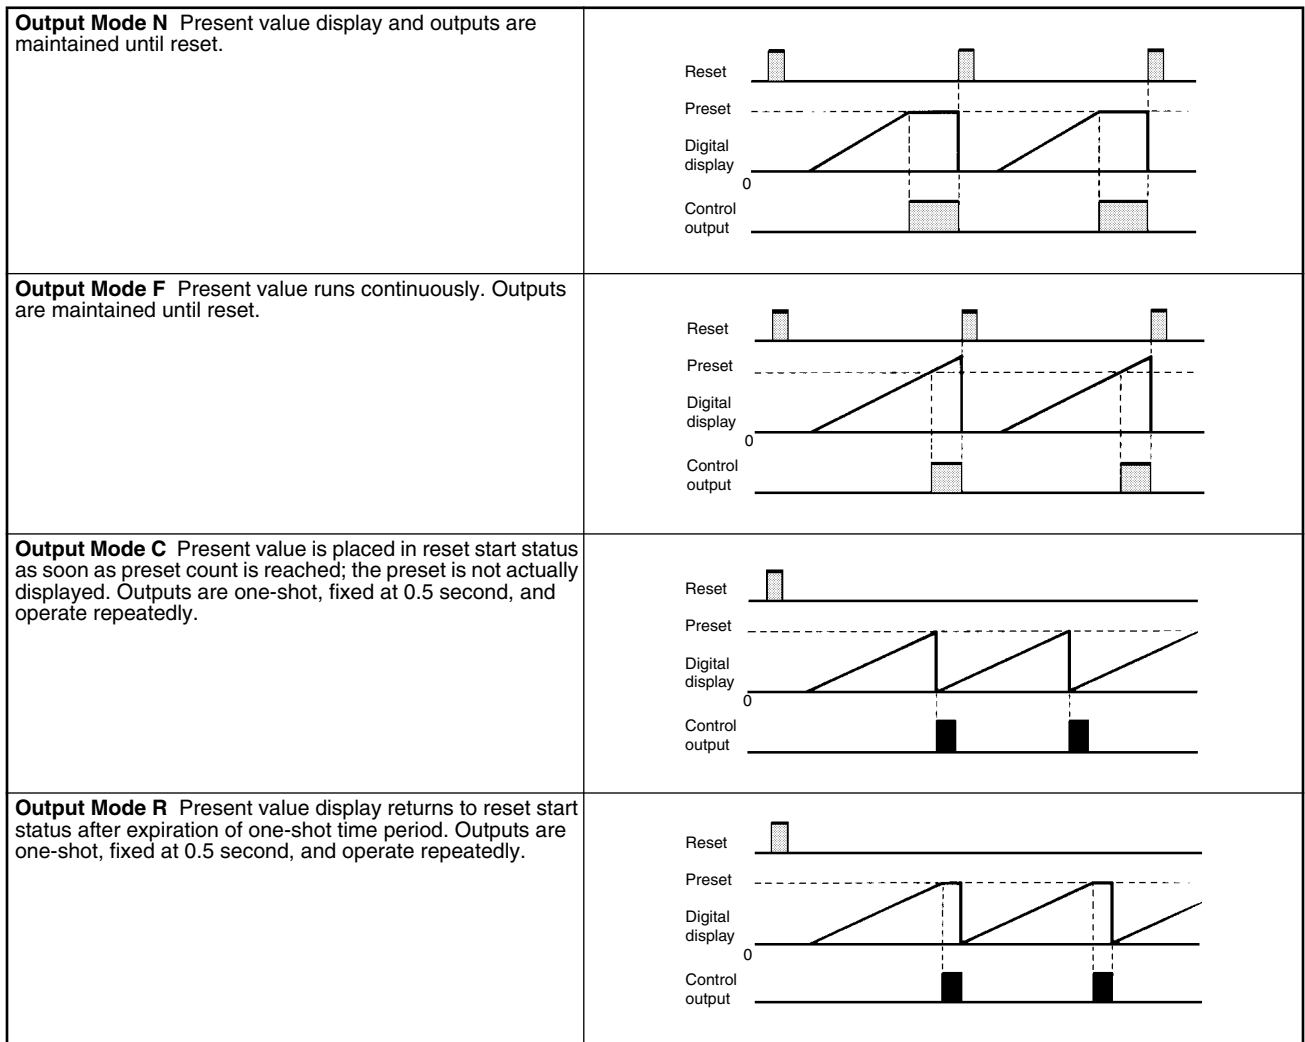 Output Mode N  Present value display and outputs are
maintained until reset.
Reset
Preset
Digital
display
0
Control
output
Output Mode F  Present value runs continuously. Outputs
are maintained until reset.
Reset
Preset
Digital
display
0
Control
output
Output Mode C  Present value is placed in reset start status
as soon as preset count is reached; the preset is not actually
displayed. Outputs are one-shot, fixed at 0.5 second, and
operate repeatedly.
Reset
Preset
Digital
display
0
Control
output
Output Mode R  Present value display returns to reset start
status after expiration of one-shot time period. Outputs are
one-shot, fixed at 0.5 second, and operate repeatedly.
Reset
Preset
Digital
display
0
Control
output